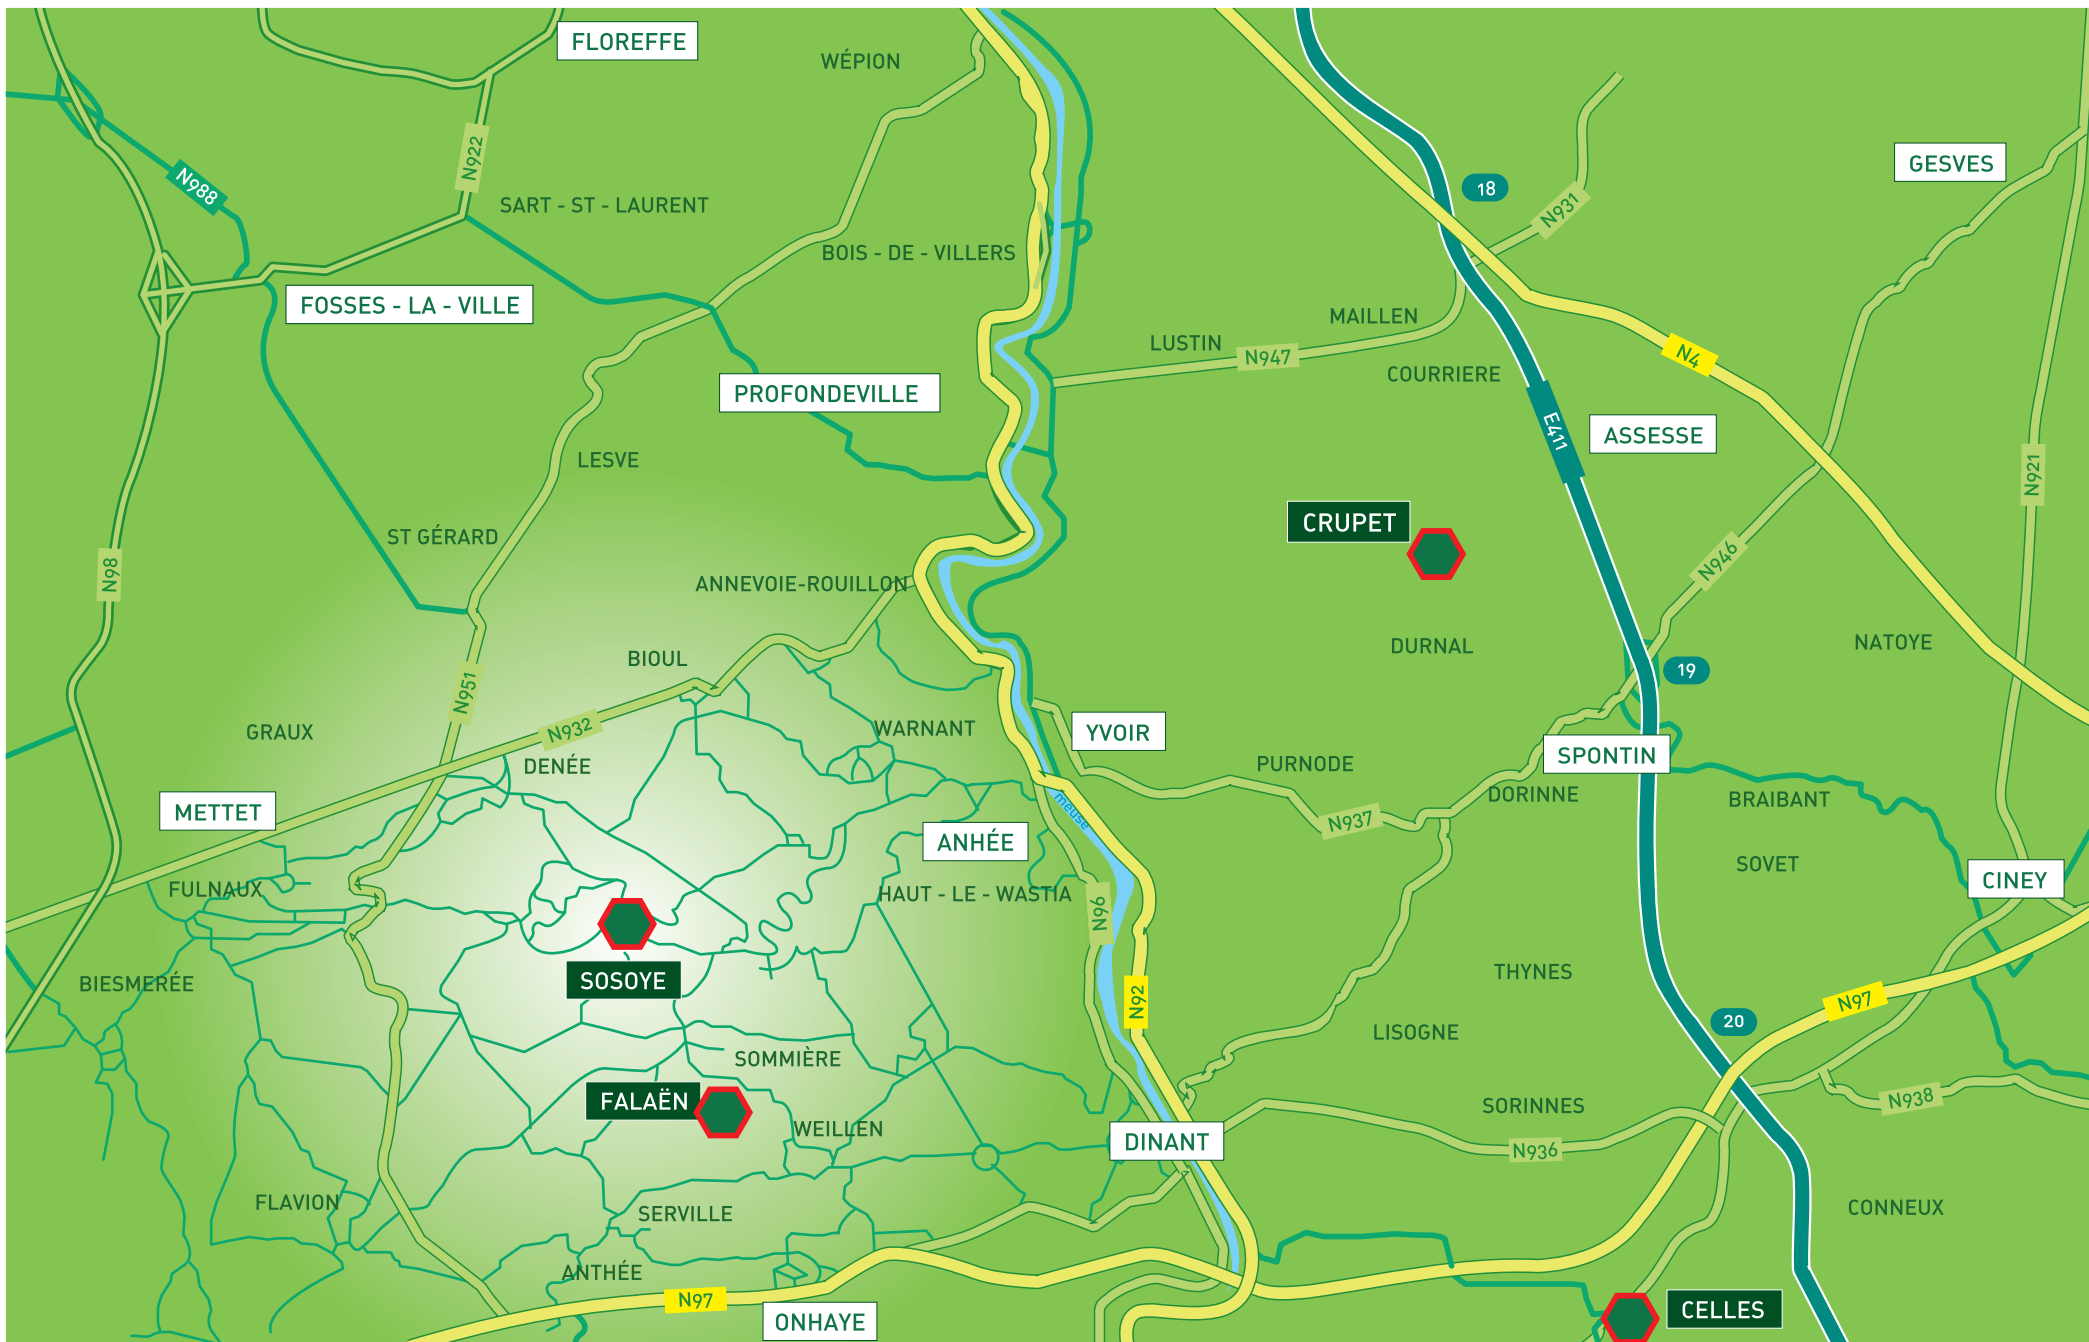 FLOREFFE
WÉPION
N922
GESVES
N988
18
SART - ST - LAURENT
N931
BOIS - DE - VILLERS
FOSSES - LA - VILLE
MAILLEN
LUSTIN
N947
N4
COURRIERE
PROFONDEVILLE
E411
ASSESSE
LESVE
N921
CRUPET
ST GÉRARD
N946
N98
ANNEVOIE-ROUILLON
DURNAL
NATOYE
BIOUL
19
N951
GRAUX
N932
WARNANT
YVOIR
SPONTIN
DENÉE
PURNODE
DORINNE
BRAIBANT
METTET
meuse
N937
ANHÉE
SOVET
CINEY
FULNAUX
HAUT - LE - WASTIA
N96
THYNES
SOSOYE
BIESMERÉE
N92
N97
20
LISOGNE
SOMMIÈRE
FALAËN
N938
SORINNES
WEILLEN
DINANT
N936
FLAVION
SERVILLE
CONNEUX
ANTHÉE
N97
CELLES
ONHAYE